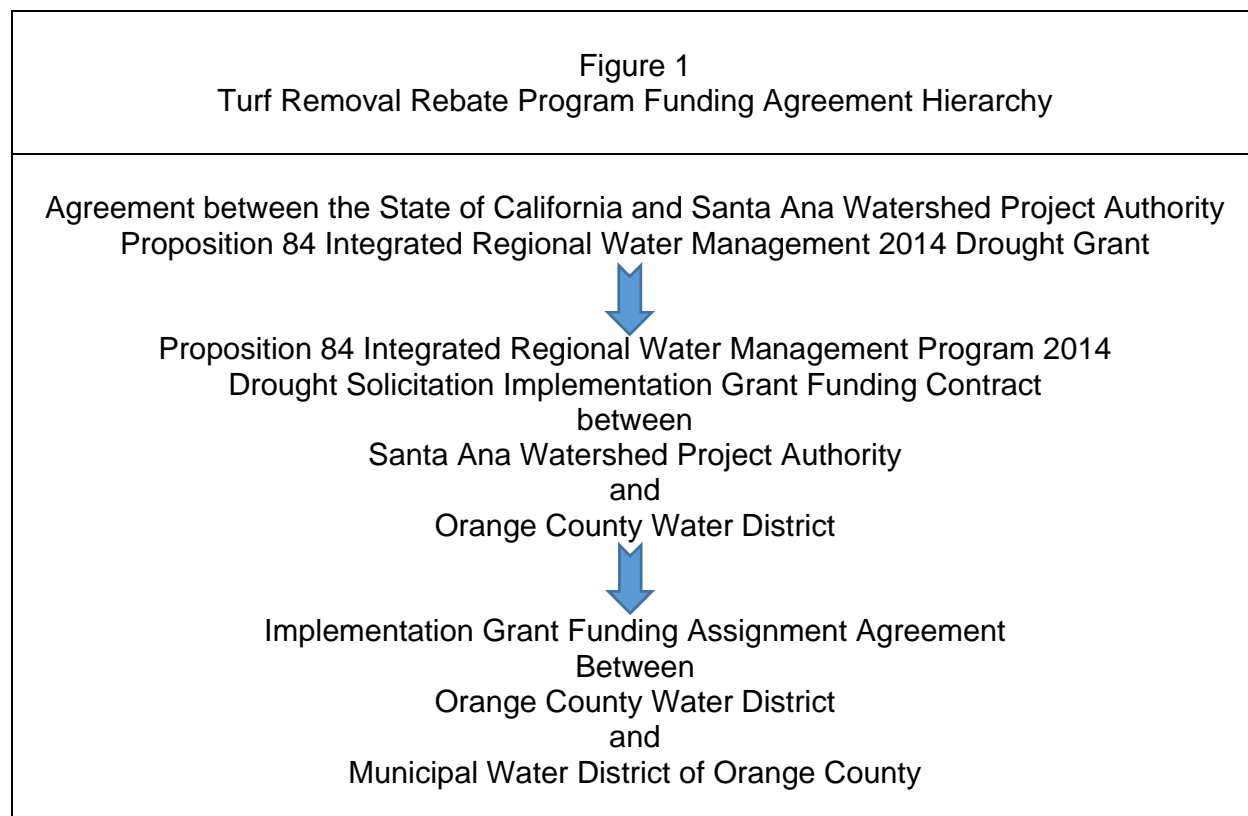 Figure 1
Turf Removal Rebate Program Funding Agreement Hierarchy
Agreement between the State of California and Santa Ana Watershed Project Authority
Proposition 84 Integrated Regional Water Management 2014 Drought Grant
Proposition 84 Integrated Regional Water Management Program 2014
Drought Solicitation Implementation Grant Funding Contract
between
Santa Ana Watershed Project Authority
and
Orange County Water District
Implementation Grant Funding Assignment Agreement
Between
Orange County Water District
and
Municipal Water District of Orange County